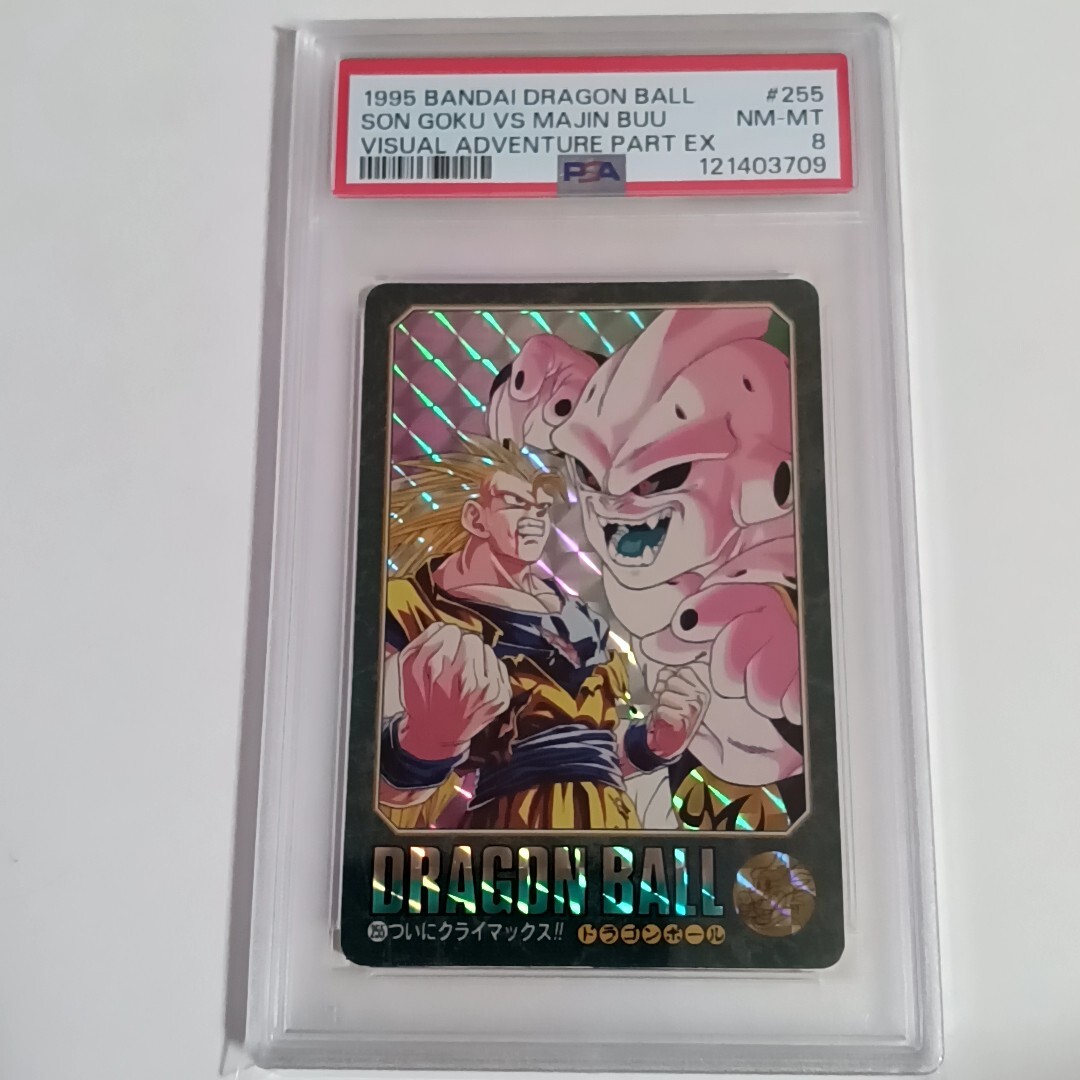 1995 BANDAI DRAGON BALL #255
SON GOKU VS MAJIN BUU NM-MT
VISUAL ADVENTURE PART EX 8
PSA 121403709
DRAGON BALL
255 ついにクライマックス!! ドラゴンボール